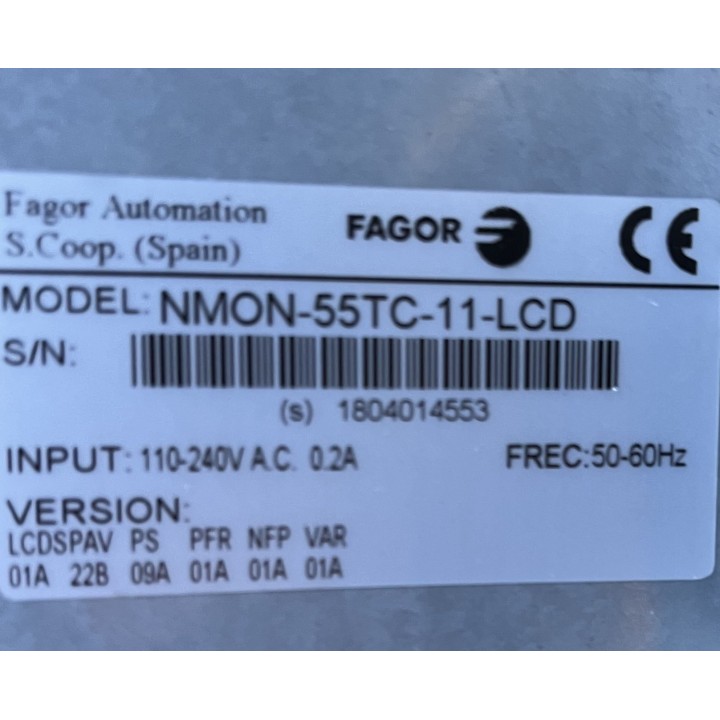 Fagor Automation
S.Coop. (Spain)
FAGOR
CE
MODEL: NMON-55TC-11-LCD
S/N:
(s) 1804014553
INPUT: 110-240V A.C. 0.2A FREC:50-60Hz
VERSION:
LCDSPAV PS PFR NFP VAR
01A 22B 09A 01A 01A 01A